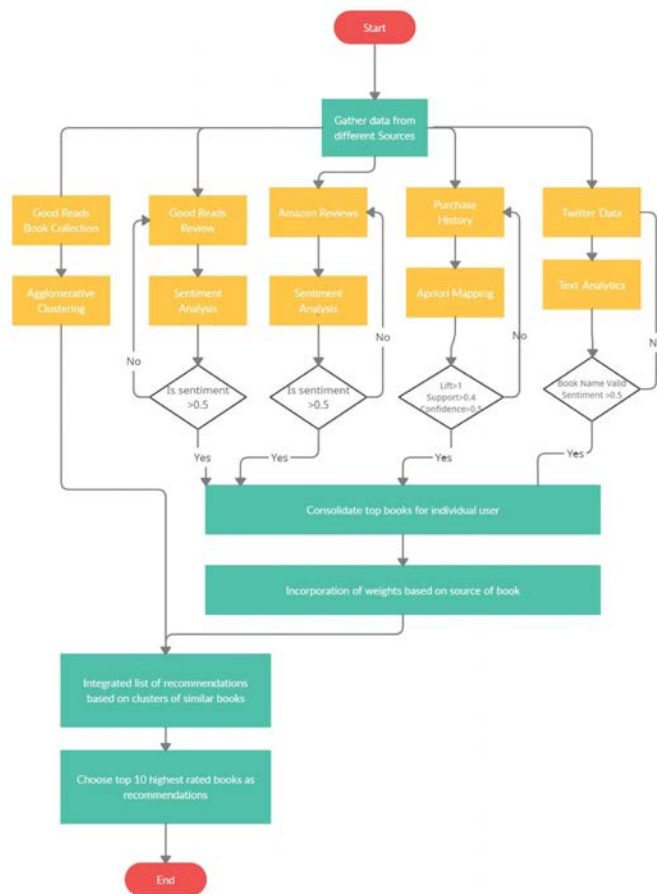 Start
Gather data from
different Sources
Good Reads
Book Collection
Good Reads
Review
Amazon Reviews
Purchase
History
Twitter Data
Agglomerative
Clustering
Sentiment
Analysis
Sentiment
Analysis
Apriori Mapping
Text Analytics
No
No
No
N
Is sentiment
>0.5
Is sentiment
>0.5
Lift>1
Support>0.4
Confidence>0.5
Book Name Valid
Sentiment >0.5
Yes
Yes
Yes
Yes
Consolidate top books for individual user
Incorporation of weights based on source of book
Integrated list of recommendations
based on clusters of similar books
Choose top 10 highest rated books as
recommendations
End